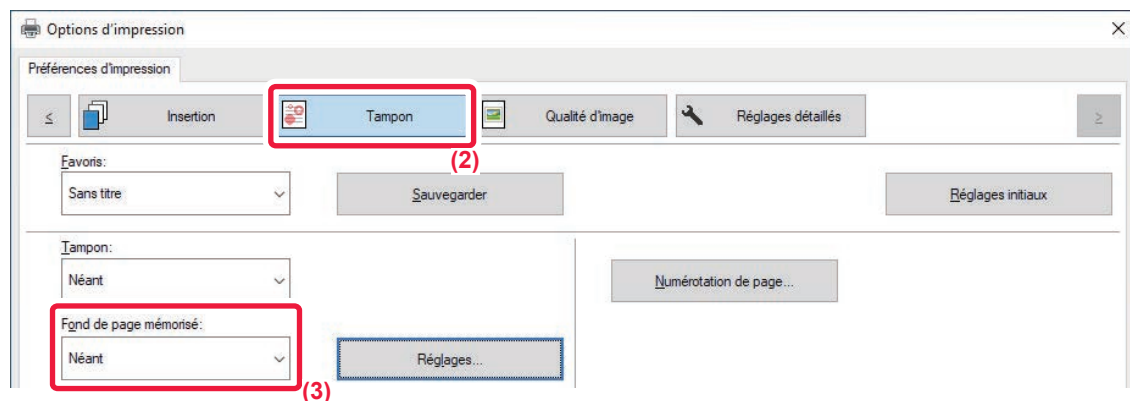 Options d'impression
Préférences d'impression
< Insertion Tampon Qualité d'image Réglages détaillés >
(2)
Favoris:
Sans titre Sauvegarder Réglages initiaux
Tampon:
Néant Numérotation de page...
Fond de page mémorisé:
Néant Réglages...
(3)